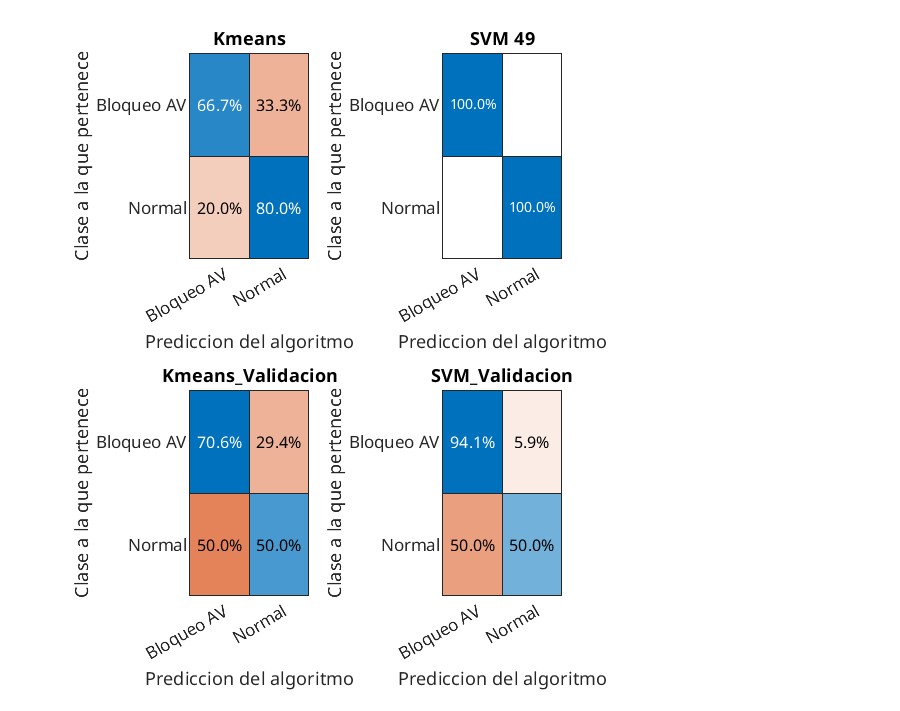 Kmeans
Clase a la que pertenece
Bloqueo AV
66.7%
33.3%
Normal
20.0%
80.0%
Bloqueo AV
Normal
Prediccion del algoritmo
SVM 49
Clase a la que pertenece
Bloqueo AV
100.0%
Normal
100.0%
Bloqueo AV
Normal
Prediccion del algoritmo
Kmeans_Validacion
Clase a la que pertenece
Bloqueo AV
70.6%
29.4%
Normal
50.0%
50.0%
Bloqueo AV
Normal
Prediccion del algoritmo
SVM_Validacion
Clase a la que pertenece
Bloqueo AV
94.1%
5.9%
Normal
50.0%
50.0%
Bloqueo AV
Normal
Prediccion del algoritmo